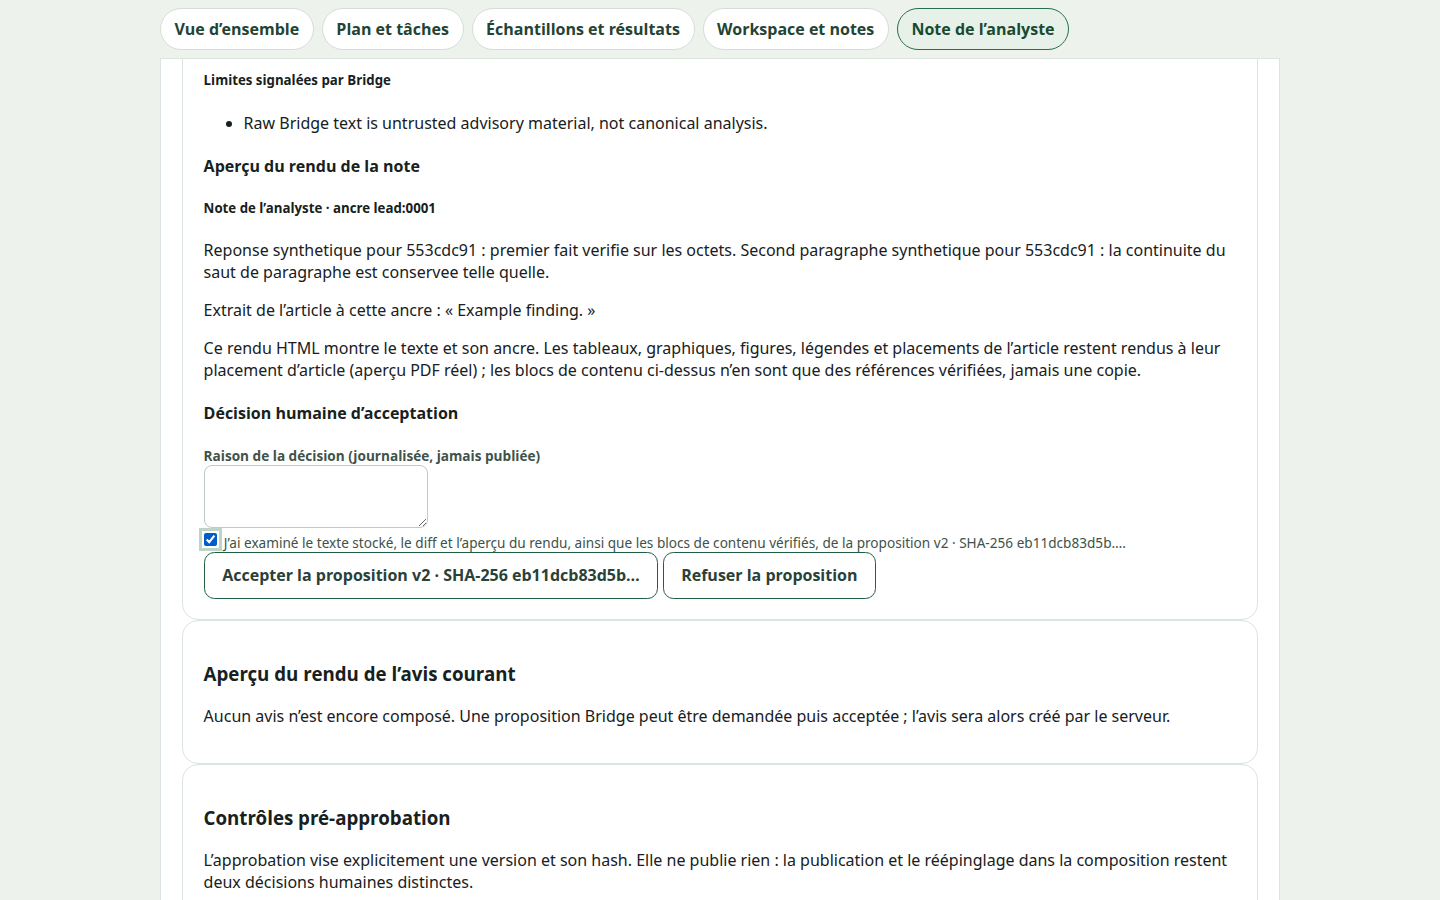 Vue d’ensemble
Plan et tâches
Échantillons et résultats
Workspace et notes
Note de l’analyste
Limites signalées par Bridge
• Raw Bridge text is untrusted advisory material, not canonical analysis.
Aperçu du rendu de la note
Note de l’analyste · ancre lead:0001
Reponse synthetique pour 553cdc91 : premier fait verifie sur les octets. Second paragraphe synthetique pour 553cdc91 : la continuite du
saut de paragraphe est conservee telle quelle.
Extrait de l’article à cette ancre : « Example finding. »
Ce rendu HTML montre le texte et son ancre. Les tableaux, graphiques, figures, légendes et placements de l’article restent rendus à leur
placement d’article (aperçu PDF réel) ; les blocs de contenu ci-dessus n’en sont que des références vérifiées, jamais une copie.
Décision humaine d’acceptation
Raison de la décision (journalisée, jamais publiée)
J’ai examiné le texte stocké, le diff et l’aperçu du rendu, ainsi que les blocs de contenu vérifiés, de la proposition v2 · SHA-256 eb11dcb83d5b….
Accepter la proposition v2 · SHA-256 eb11dcb83d5b…
Refuser la proposition
Aperçu du rendu de l’avis courant
Aucun avis n’est encore composé. Une proposition Bridge peut être demandée puis acceptée ; l’avis sera alors créé par le serveur.
Contrôles pré-approbation
L’approbation vise explicitement une version et son hash. Elle ne publie rien : la publication et le réépinglage dans la composition restent
deux décisions humaines distinctes.